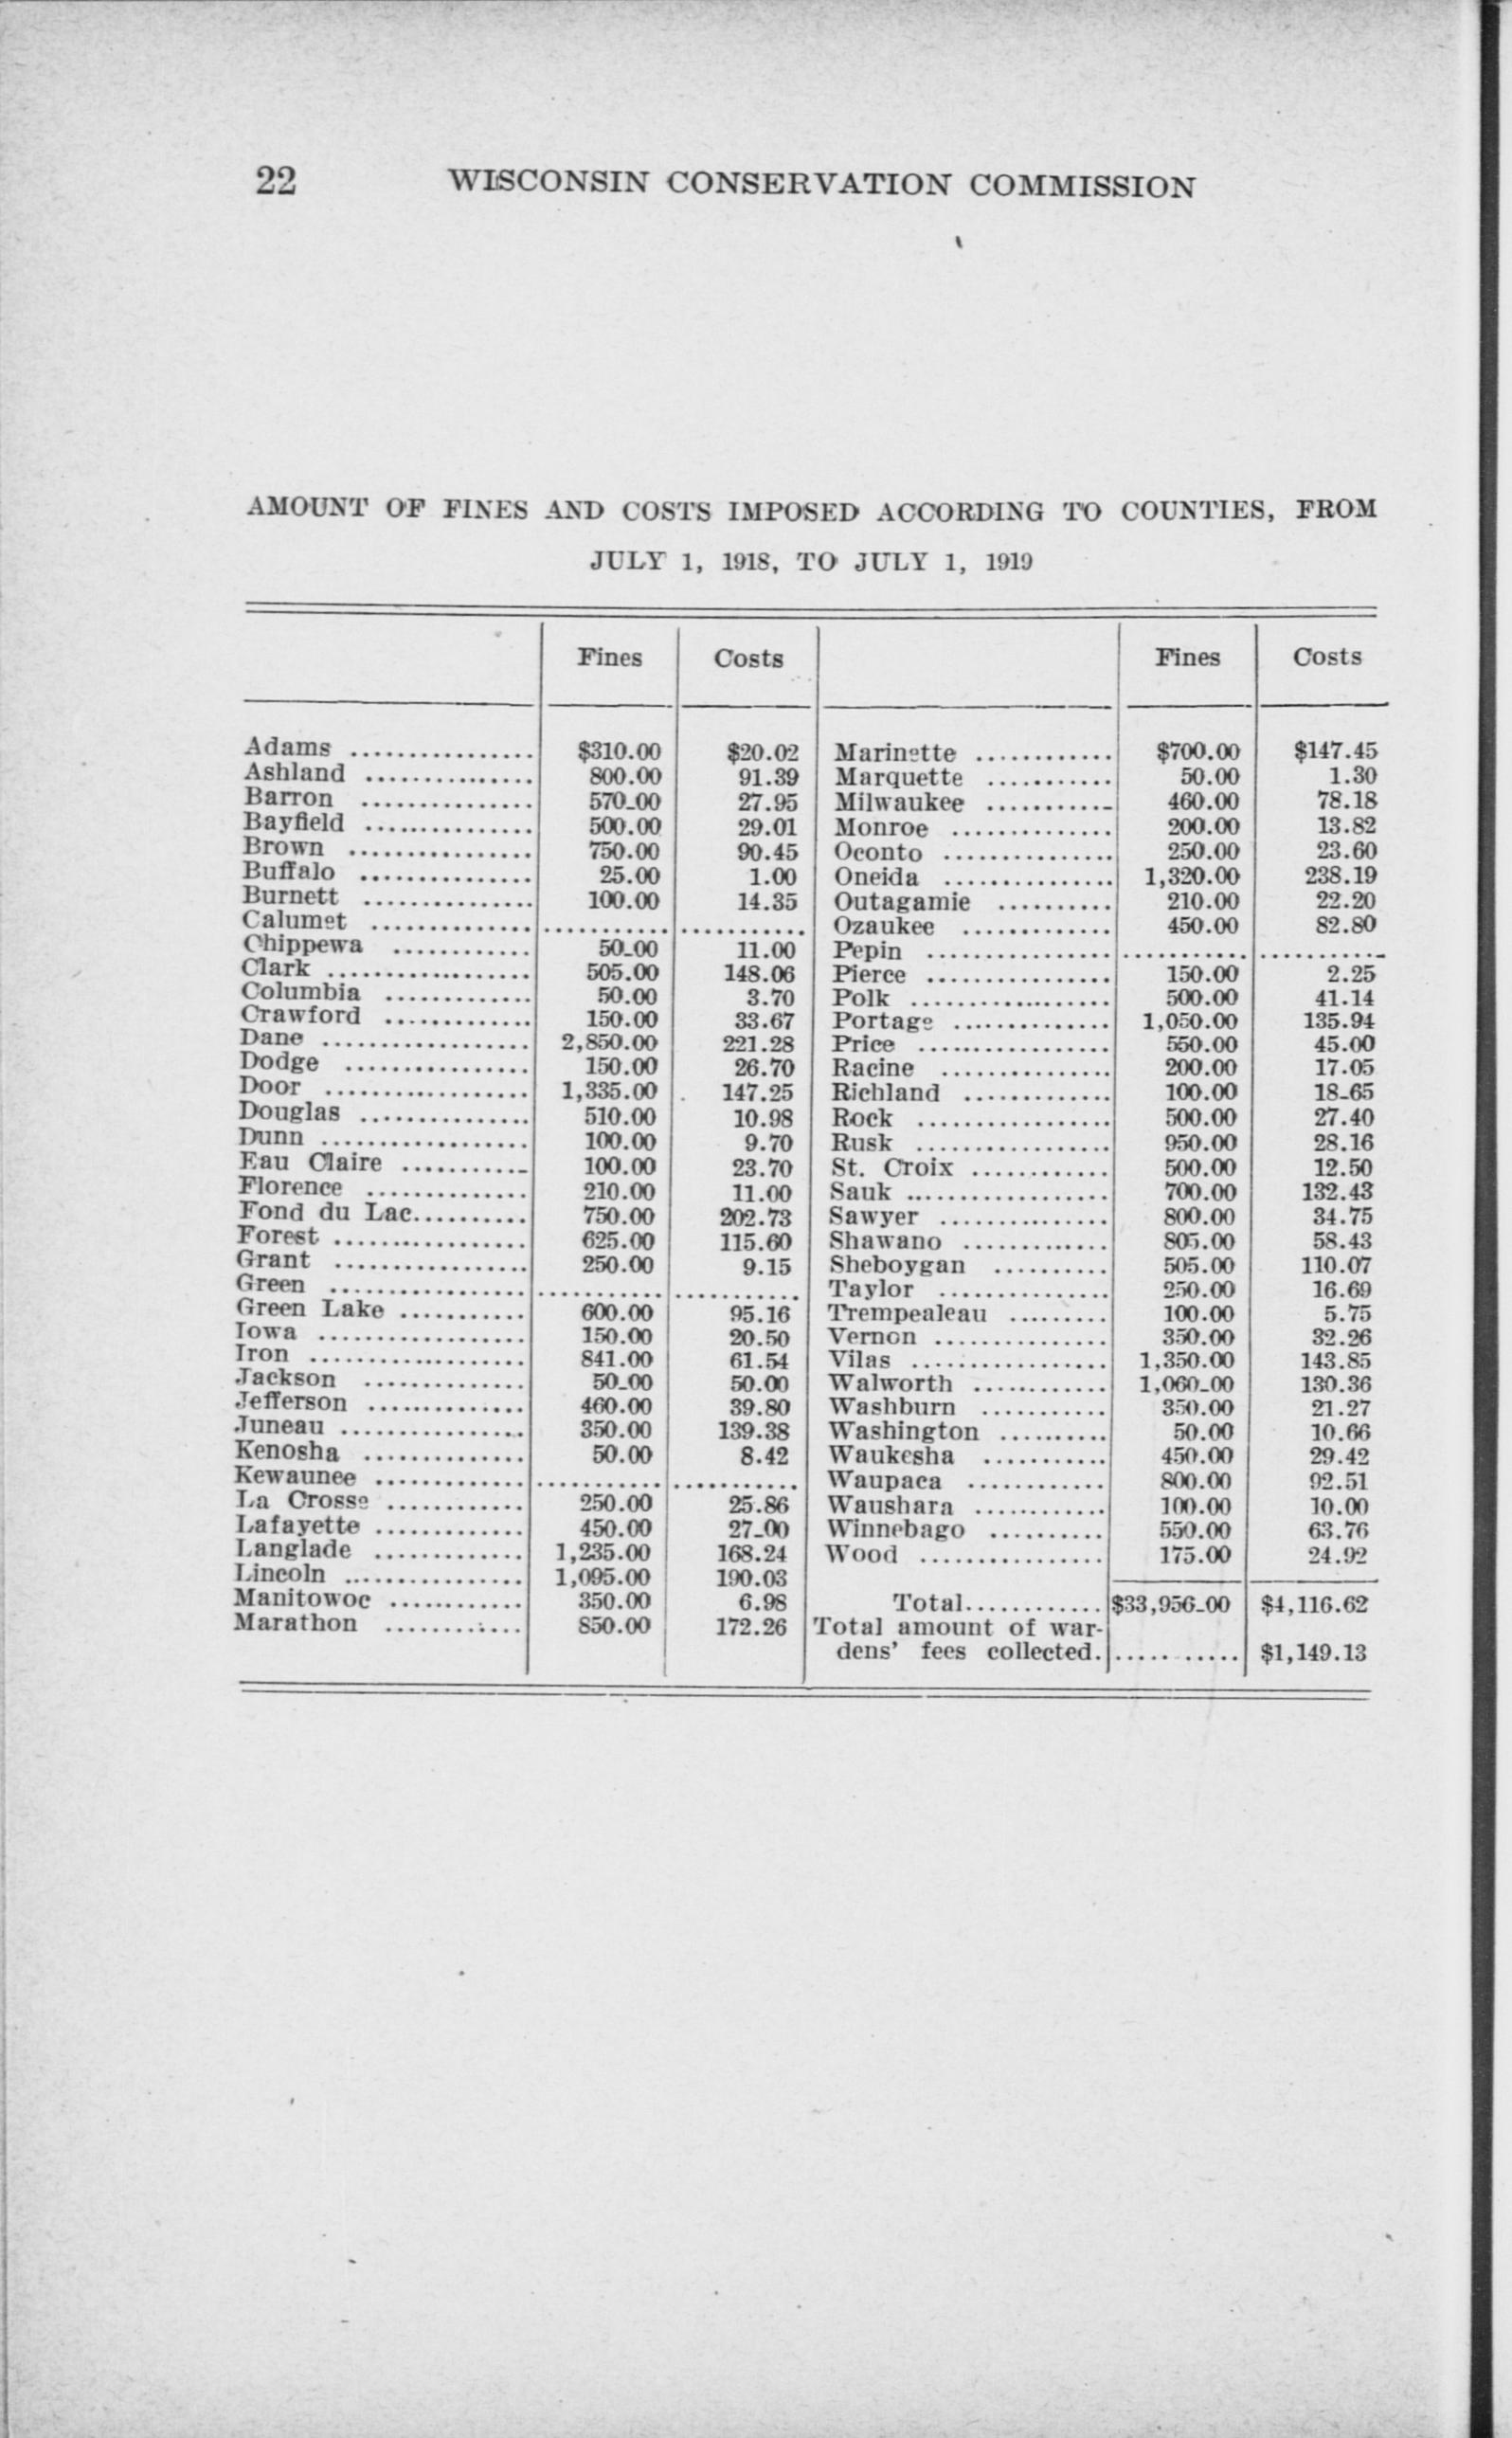 22 WISCONSIN CONSERVATION COMMISSION
AMOUNT OF FINES AND COSTS IMPOSED ACCORDING TO COUNTIES, FROM
JULY 1, 1918, TO JULY 1, 1919
Fines Costs Fines Costs
Adams ................ $310.00 $20.02 Marinette ............ $700.00 $147.45
Ashland ............... 800.00 91.39 Marquette ........... 50.00 1.30
Barron ............... 570.00 27.95 Milwaukee ........... 460.00 78.18
Bayfield ............... 500.00 29.01 Monroe .............. 200.00 13.82
Brown ................ 750.00 90.45 Oconto ............... 250.00 23.60
Buffalo ............... 25.00 1.00 Oneida ............... 1,320.00 238.19
Burnett ............... 100.00 14.35 Outagamie .......... 210.00 22.20
Calumet .............. ........... ........... Ozaukee ............. 450.00 82.80
Chippewa ............ 50.00 11.00 Pepin ................ ........... ...........
Clark .................. 505.00 148.06 Pierce ................ 150.00 2.25
Columbia ............. 50.00 3.70 Polk .................. 500.00 41.14
Crawford ............. 150.00 33.67 Portage .............. 1,050.00 135.94
Dane .................. 2,850.00 221.28 Price ................. 550.00 45.00
Dodge ................ 150.00 26.70 Racine ............... 200.00 17.05
Door .................. 1,335.00 147.25 Richland ............. 100.00 18.65
Douglas ............... 510.00 10.98 Rock ................. 500.00 27.40
Dunn .................. 100.00 9.70 Rusk ................. 950.00 28.16
Eau Claire ........... 100.00 23.70 St. Croix ............ 500.00 12.50
Florence .............. 210.00 11.00 Sauk .................. 700.00 132.43
Fond du Lac.......... 750.00 202.73 Sawyer ............... 800.00 34.75
Forest ................. 625.00 115.60 Shawano ............. 805.00 58.43
Grant ................. 250.00 9.15 Sheboygan .......... 505.00 110.07
Green ................. ........... ........... Taylor ............... 250.00 16.69
Green Lake ........... 600.00 95.16 Trempealeau ......... 100.00 5.75
Iowa .................. 150.00 20.50 Vernon ............... 350.00 32.26
Iron ................... 841.00 61.54 Vilas ................. 1,350.00 143.85
Jackson .............. 50.00 50.00 Walworth ............ 1,060.00 130.36
Jefferson .............. 460.00 39.80 Washburn ........... 350.00 21.27
Juneau ................ 350.00 139.38 Washington .......... 50.00 10.66
Kenosha .............. 50.00 8.42 Waukesha ........... 450.00 29.42
Kewaunee ............. ........... ........... Waupaca ............ 800.00 92.51
La Crosse ............ 250.00 25.86 Waushara ............ 100.00 10.00
Lafayette ............. 450.00 27.00 Winnebago .......... 550.00 63.76
Langlade ............. 1,235.00 168.24 Wood ................ 175.00 24.92
Lincoln ................ 1,095.00 190.03
Manitowoc ............ 350.00 6.98 Total............ $33,956.00 $4,116.62
Marathon ............ 850.00 172.26 Total amount of war-
dens' fees collected. ........... $1,149.13